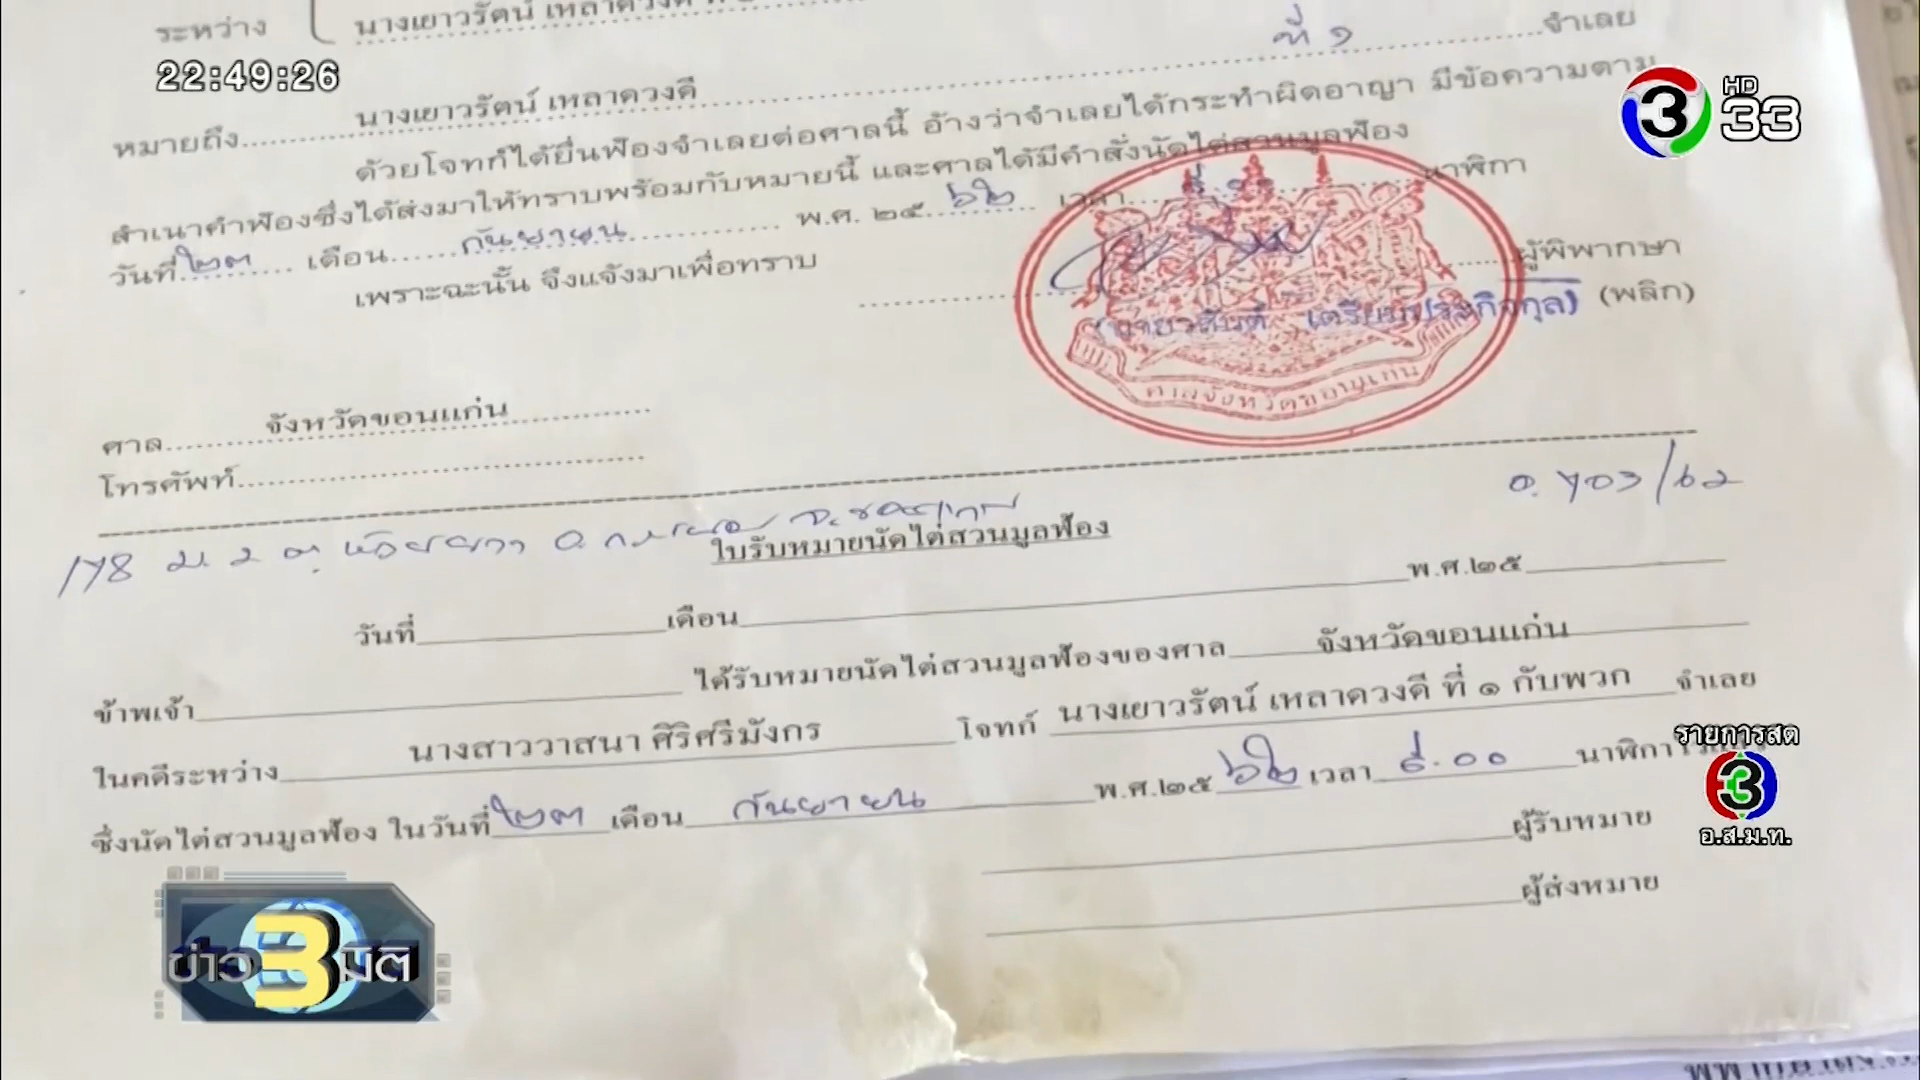 ระหว่าง นางเยาวรัตน์ เหลาดวงดี
ที่ ๑ จำเลย
22:49:26
HD 3 33
หมายถึง นางเยาวรัตน์ เหลาดวงดี
ด้วยโจทก์ได้ยื่นฟ้องจำเลยต่อศาลนี้ อ้างว่าจำเลยได้กระทำผิดอาญา มีข้อความตาม
สำเนาคำฟ้องซึ่งได้ส่งมาให้ทราบพร้อมกับหมายนี้ และศาลได้มีคำสั่งนัดไต่สวนมูลฟ้อง
วันที่ ๒๓ เดือน กันยายน พ.ศ. ๒๕ ๖๒ เวลา นาฬิกา
เพราะฉะนั้น จึงแจ้งมาเพื่อทราบ
ผู้พิพากษา
(พลิก)
ศาลจังหวัดขอนแก่น
ศาล จังหวัดขอนแก่น
โทรศัพท์
อ. ๒๗๐๓/62
178 ม. 2 ต. ห้วยยาง อ. จ. ขอนแก่น
ใบรับหมายนัดไต่สวนมูลฟ้อง
วันที่ เดือน พ.ศ.๒๕
ข้าพเจ้า ได้รับหมายนัดไต่สวนมูลฟ้องของศาล จังหวัดขอนแก่น
ในคดีระหว่าง นางสาววาสนา ศิริศรีมังกร โจทก์ นางเยาวรัตน์ เหลาดวงดี ที่ ๑ กับพวก จำเลย
ซึ่งนัดไต่สวนมูลฟ้อง ในวันที่ ๒๓ เดือน กันยายน พ.ศ.๒๕ ๖๒ เวลา ๙.๐๐ นาฬิกา
ผู้รับหมาย
ผู้ส่งหมาย
รายการสด
3
อ.ส.ม.ท.
ข่าว 3 มิติ